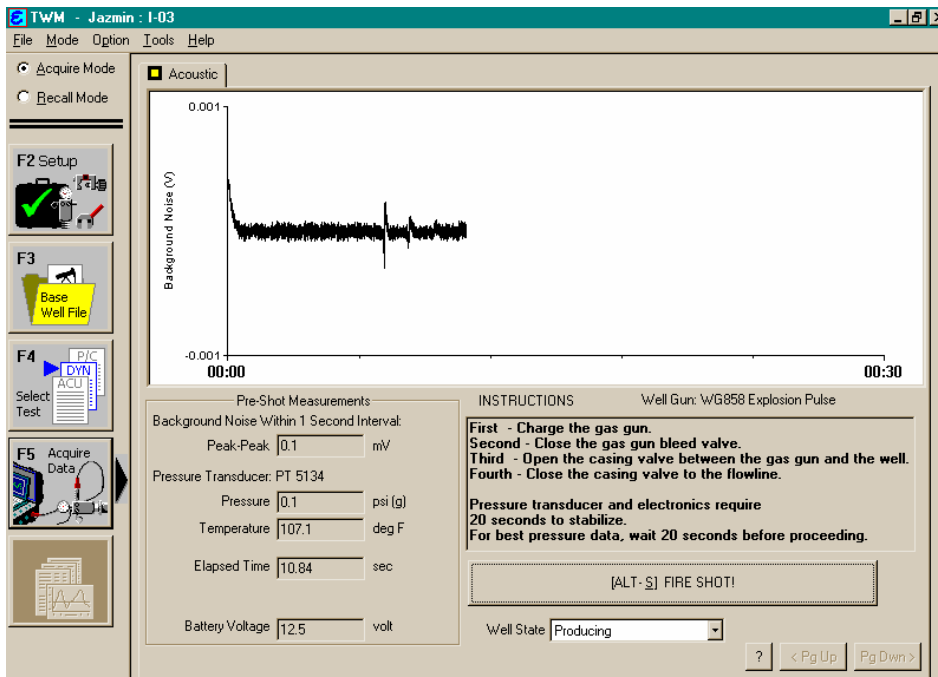 TWM - Jazmin : I-03
File Mode Option Tools Help
Acquire Mode
Recall Mode
F2 Setup
F3
Base
Well File
F4
P/C
DYN
ACU
Select
Test
F5 Acquire
Data
Acoustic
0.001
Background Noise (V)
-0.001
00:00
00:30
Pre-Shot Measurements
Background Noise Within 1 Second Interval:
Peak-Peak 0.1 mV
Pressure Transducer: PT 5134
Pressure 0.1 psi (g)
Temperature 107.1 deg F
Elapsed Time 10.84 sec
Battery Voltage 12.5 volt
INSTRUCTIONS Well Gun: WG858 Explosion Pulse
First - Charge the gas gun.
Second - Close the gas gun bleed valve.
Third - Open the casing valve between the gas gun and the well.
Fourth - Close the casing valve to the flowline.
Pressure transducer and electronics require
20 seconds to stabilize.
For best pressure data, wait 20 seconds before proceeding.
[ALT- S] FIRE SHOT!
Well State Producing
? < Pg Up Pg Dwn >